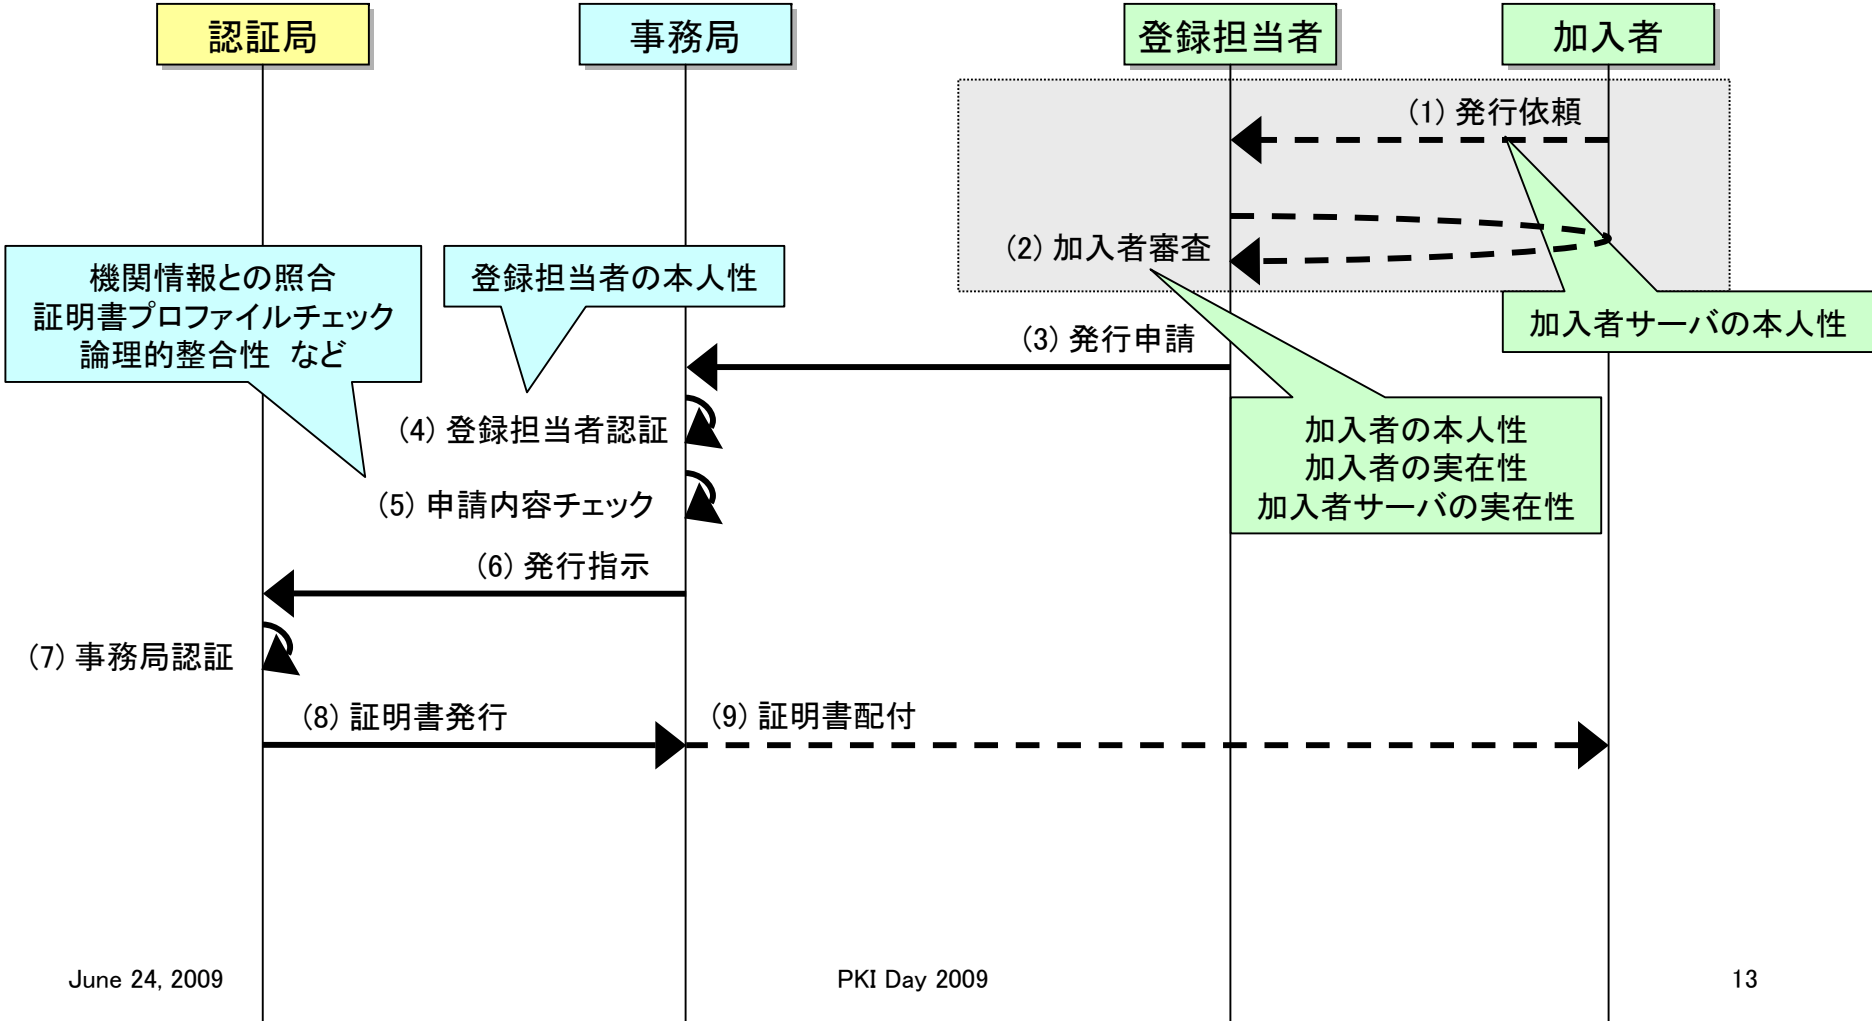 認証局
事務局
登録担当者
加入者
(1) 発行依頼
(2) 加入者審査
機関情報との照合
証明書プロファイルチェック
論理的整合性 など
登録担当者の本人性
加入者サーバの本人性
(3) 発行申請
(4) 登録担当者認証
加入者の本人性
加入者の実在性
加入者サーバの実在性
(5) 申請内容チェック
(6) 発行指示
(7) 事務局認証
(8) 証明書発行
(9) 証明書配付
June 24, 2009
PKI Day 2009
13